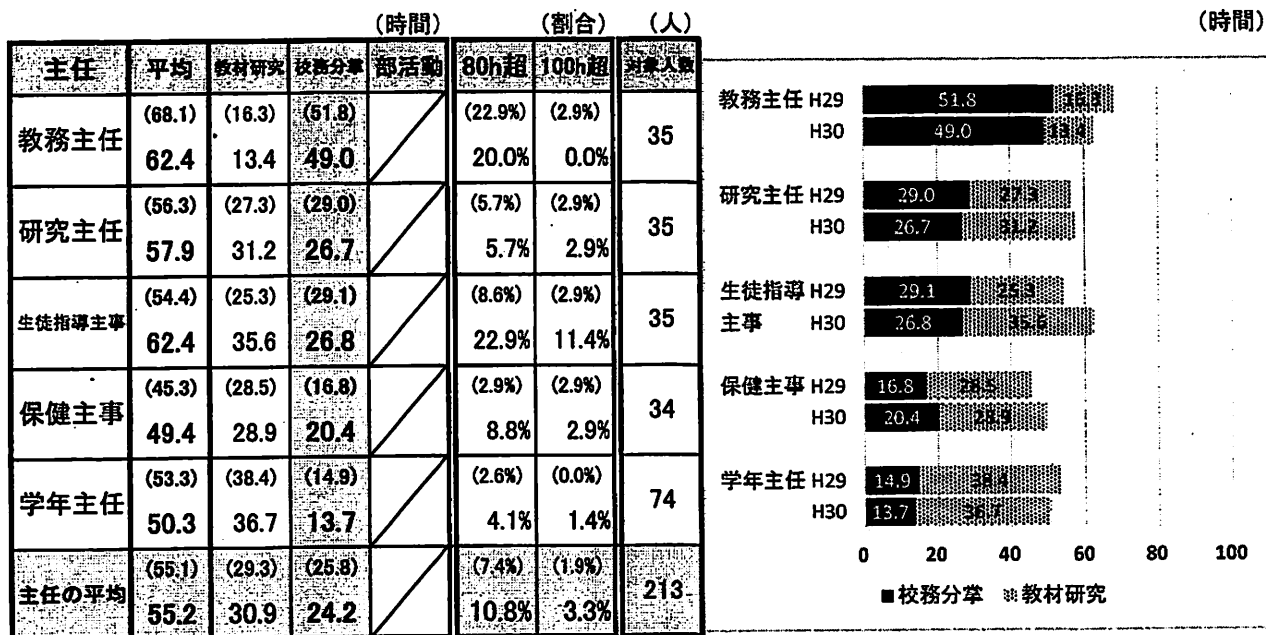 (時間) (割合) (人)
主任 平均 教材研究 校務分掌 部活動 80h超 100h超 対象人数
教務主任 (68.1) (16.3) (51.8) (22.9%) (2.9%) 35
62.4 13.4 49.0 20.0% 0.0%
研究主任 (56.3) (27.3) (29.0) (5.7%) (2.9%) 35
57.9 31.2 26.7 5.7% 2.9%
生徒指導主事 (54.4) (25.3) (29.1) (8.6%) (2.9%) 35
62.4 35.6 26.8 22.9% 11.4%
保健主事 (45.3) (28.5) (16.8) (2.9%) (2.9%) 34
49.4 28.9 20.4 8.8% 2.9%
学年主任 (53.3) (38.4) (14.9) (2.6%) (0.0%) 74
50.3 36.7 13.7 4.1% 1.4%
主任の平均 (55.1) (29.3) (25.8) (7.4%) (1.9%) 213
55.2 30.9 24.2 10.8% 3.3%
(時間)
教務主任 H29 51.8 16.3
H30 49.0 13.4
研究主任 H29 29.0 27.3
H30 26.7 31.2
生徒指導 H29 29.1 25.3
主事 H30 26.8 35.6
保健主事 H29 16.8 28.5
H30 20.4 28.9
学年主任 H29 14.9 38.4
H30 13.7 36.7
0 20 40 60 80 100
■校務分掌 教材研究